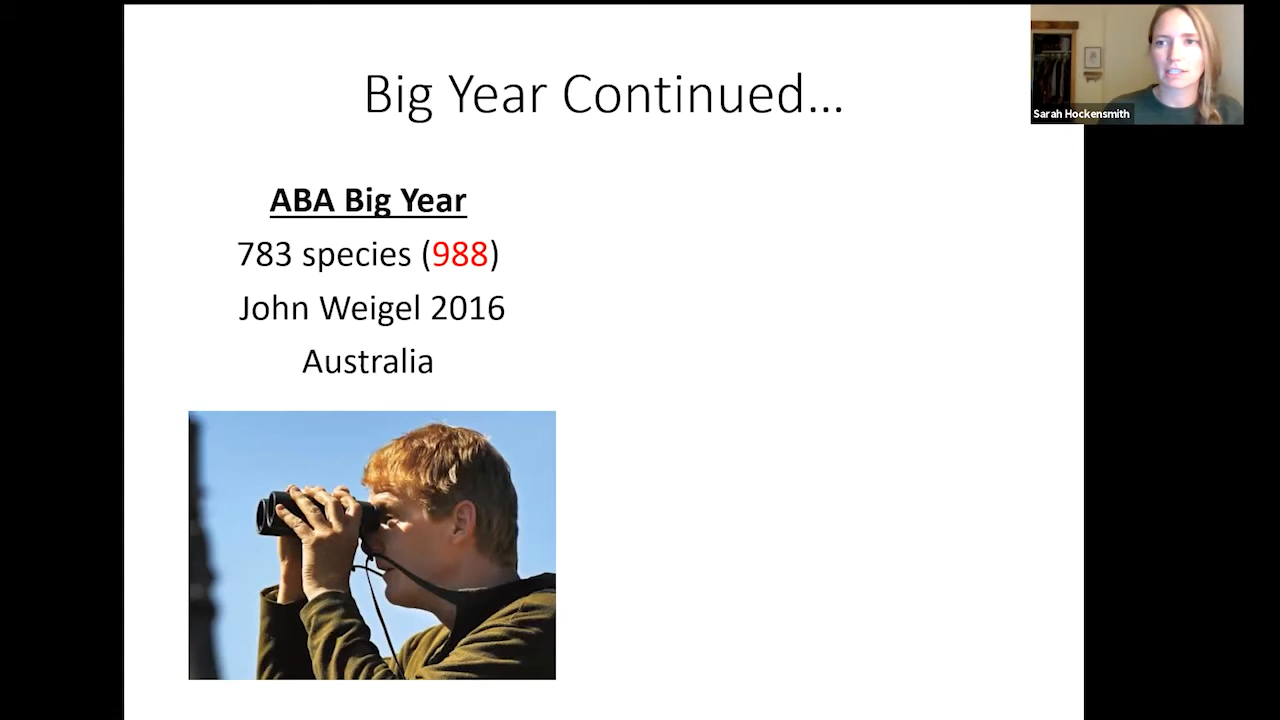 Big Year Continued...
Sarah Hockensmith
ABA Big Year
783 species (988)
John Weigel 2016
Australia